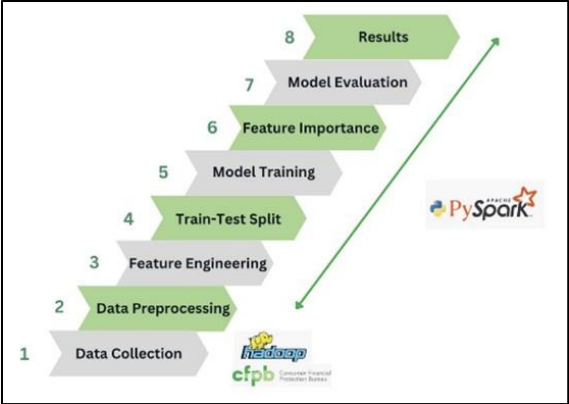 8 Results
7 Model Evaluation
6 Feature Importance
5 Model Training
APACHE
PySpark
4 Train-Test Split
3 Feature Engineering
2 Data Preprocessing
1 Data Collection
hadoop
cfpb Consumer Financial
Protection Bureau